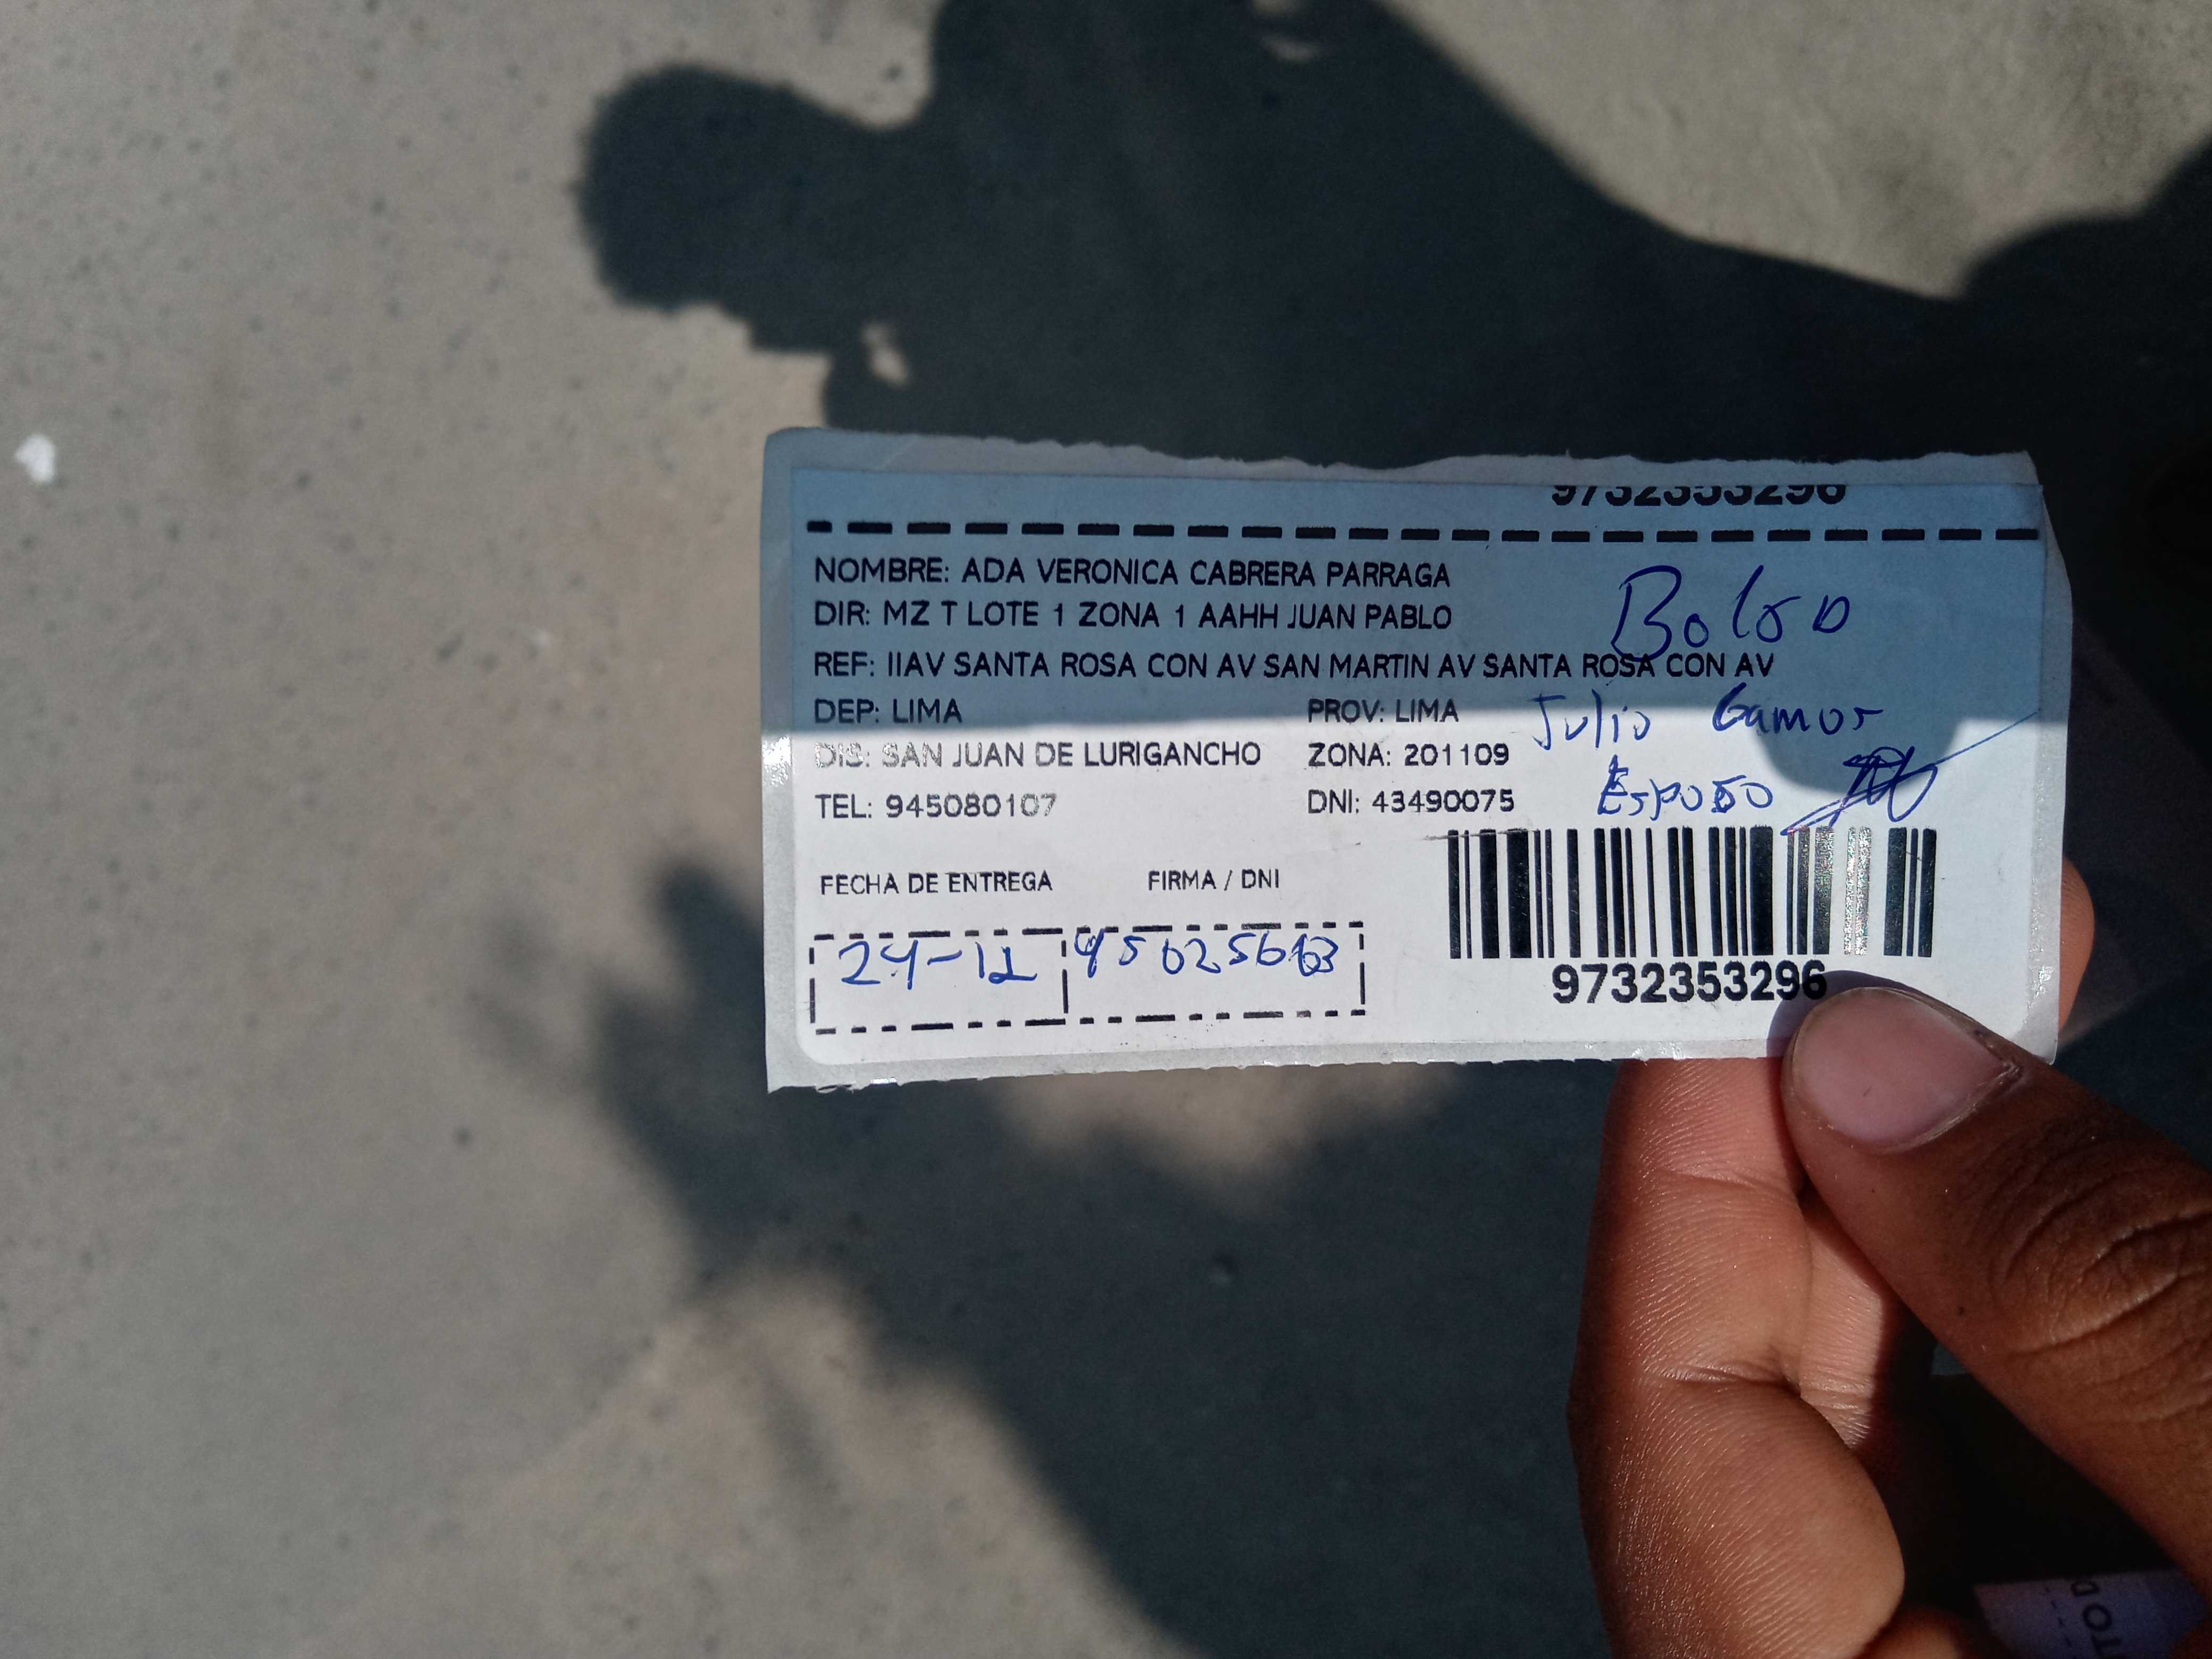 9732353296
NOMBRE: ADA VERONICA CABRERA PARRAGA
DIR: MZ T LOTE 1 ZONA 1 AAHH JUAN PABLO
REF: IIAV SANTA ROSA CON AV SAN MARTIN AV SANTA ROSA CON AV
DEP: LIMA PROV: LIMA
Julio
DIS: SAN JUAN DE LURIGANCHO ZONA: 201109
TEL: 945080107 DNI: 43490075
Esposo
FECHA DE ENTREGA FIRMA / DNI
24-12
9732353296